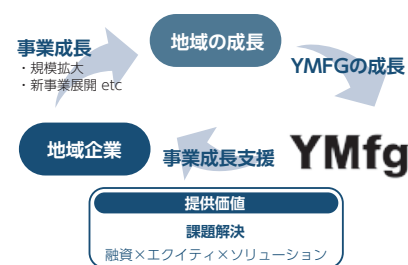 事業成長
・規模拡大
・新事業展開 etc
地域の成長
YMFGの成長
地域企業
事業成長支援
YMfg
提供価値
課題解決
融資×エクイティ×ソリューション